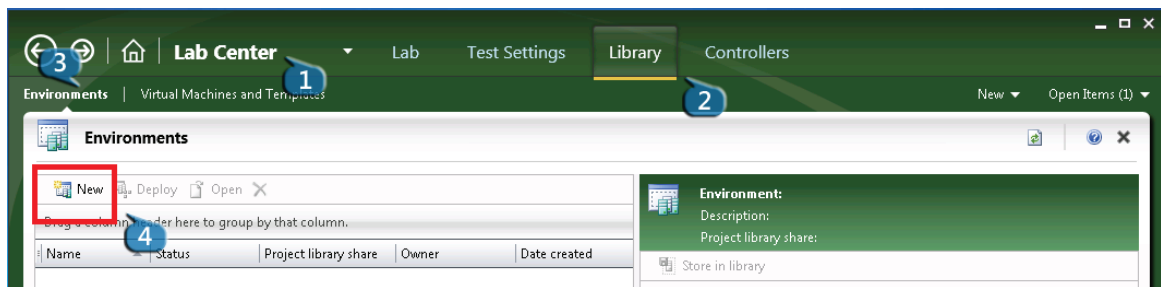 Lab Center Lab Test Settings Library Controllers
3
1
Environments | Virtual Machines and Templates New Open Items (1)
2
Environments
New Deploy Open
Environment:
Description:
Drag a column header here to group by that column.
Project library share:
4
Name Status Project library share Owner Date created
Store in library